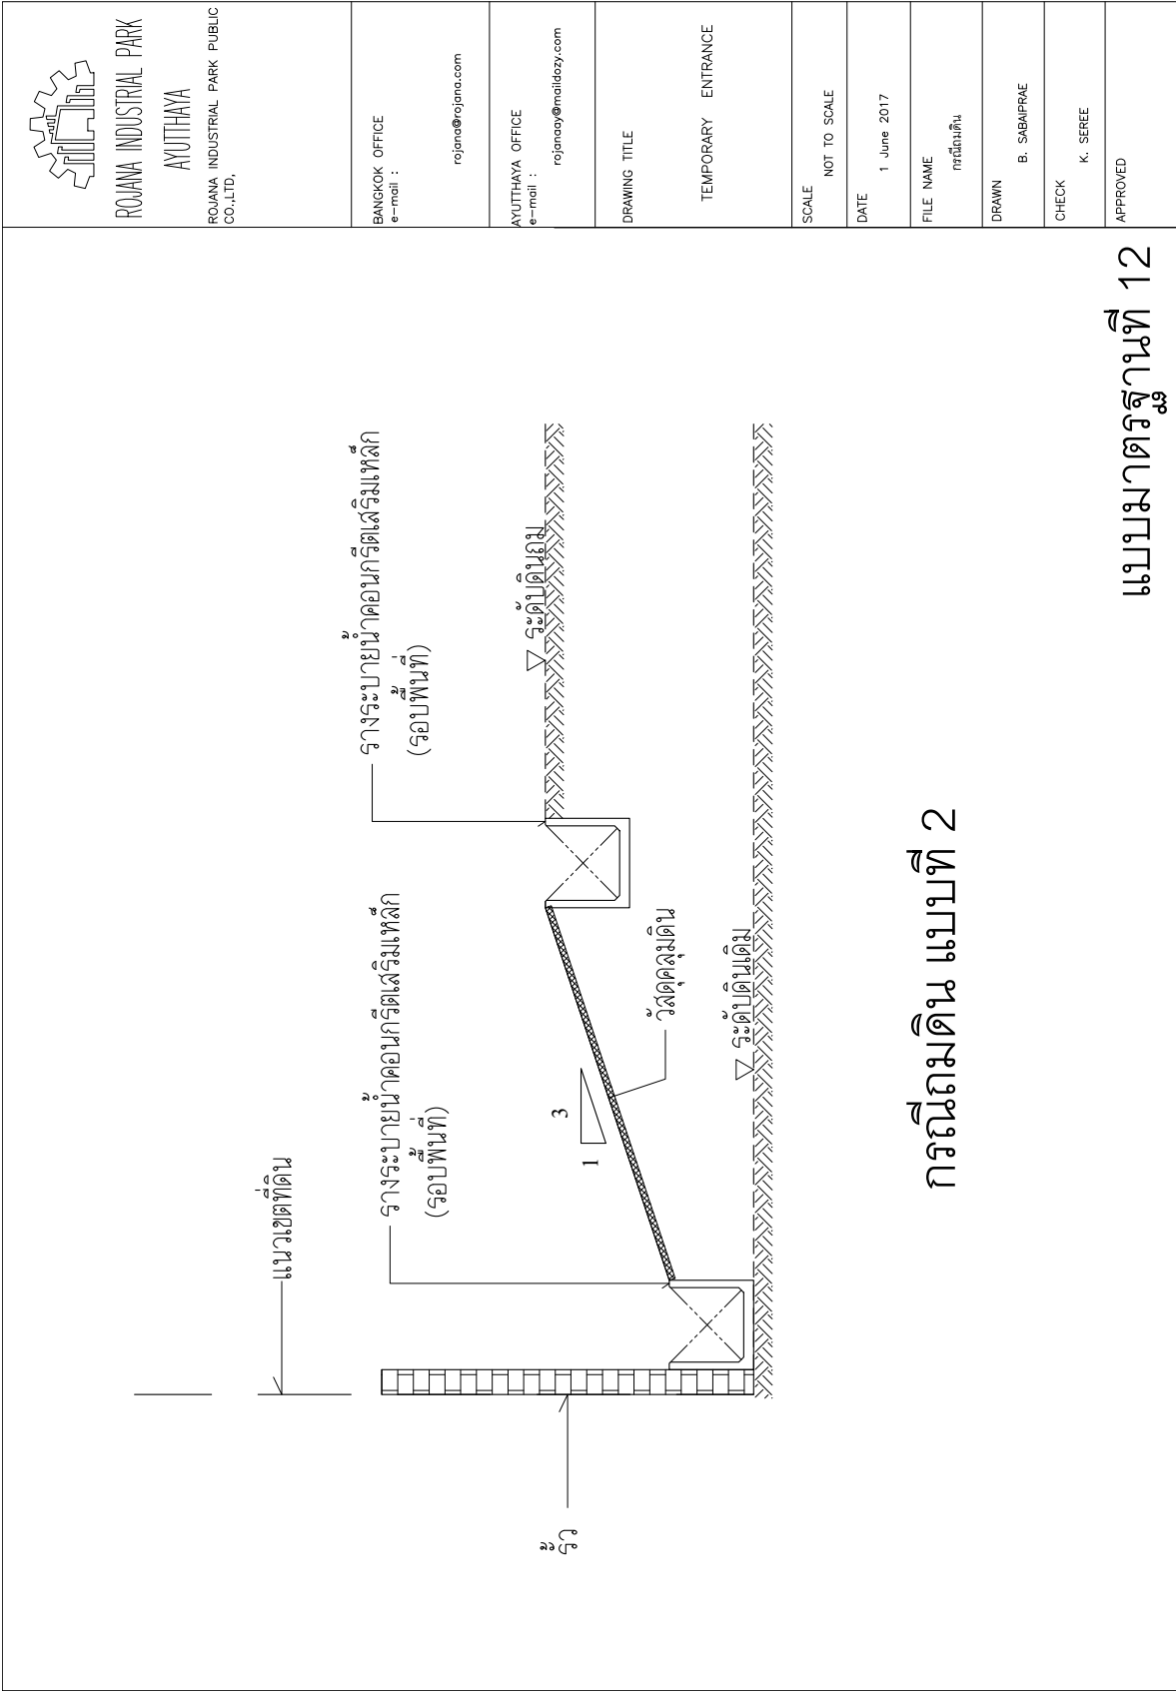 แนวเขตที่ดิน
รางระบายน้ำคอนกรีตเสริมเหล็ก
(รอบพื้นที่)
รางระบายน้ำคอนกรีตเสริมเหล็ก
(รอบพื้นที่)
ระดับดินถม
รั้ว
3
1
วัสดุคลุมดิน
ระดับดินเดิม
กรณีถมดิน แบบที่ 2
แบบมาตรฐานที่ 12
ROJANA INDUSTRIAL PARK
AYUTTHAYA
ROJANA INDUSTRIAL PARK PUBLIC
CO.,LTD,
BANGKOK OFFICE
e-mail :
rojana@rojana.com
AYUTTHAYA OFFICE
e-mail :
rojanaay@maildozy.com
DRAWING TITLE
TEMPORARY ENTRANCE
SCALE
NOT TO SCALE
DATE
1 June 2017
FILE NAME
กรณีถมดิน
DRAWN
B. SABAIPRAE
CHECK
K. SEREE
APPROVED